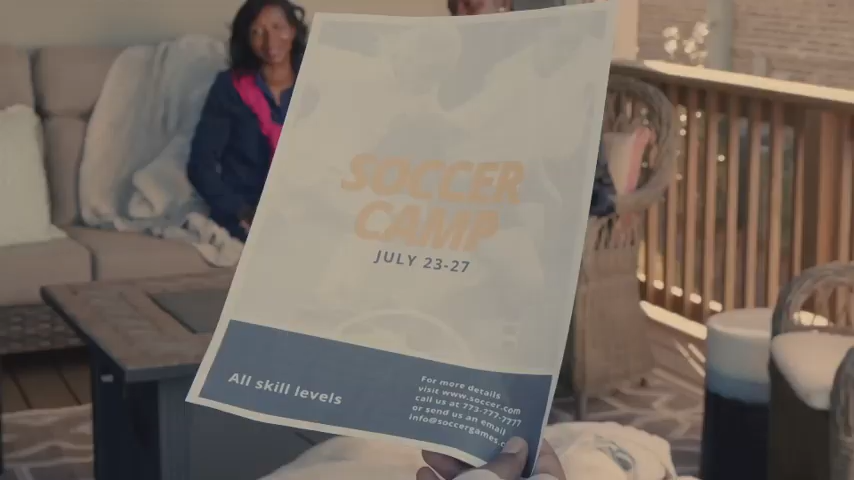 SOCCER
CAMP
JULY 23-27
All skill levels
For more details
visit www.soccer.com
call us at 773-777-7777
or send us an email
info@soccergames.c